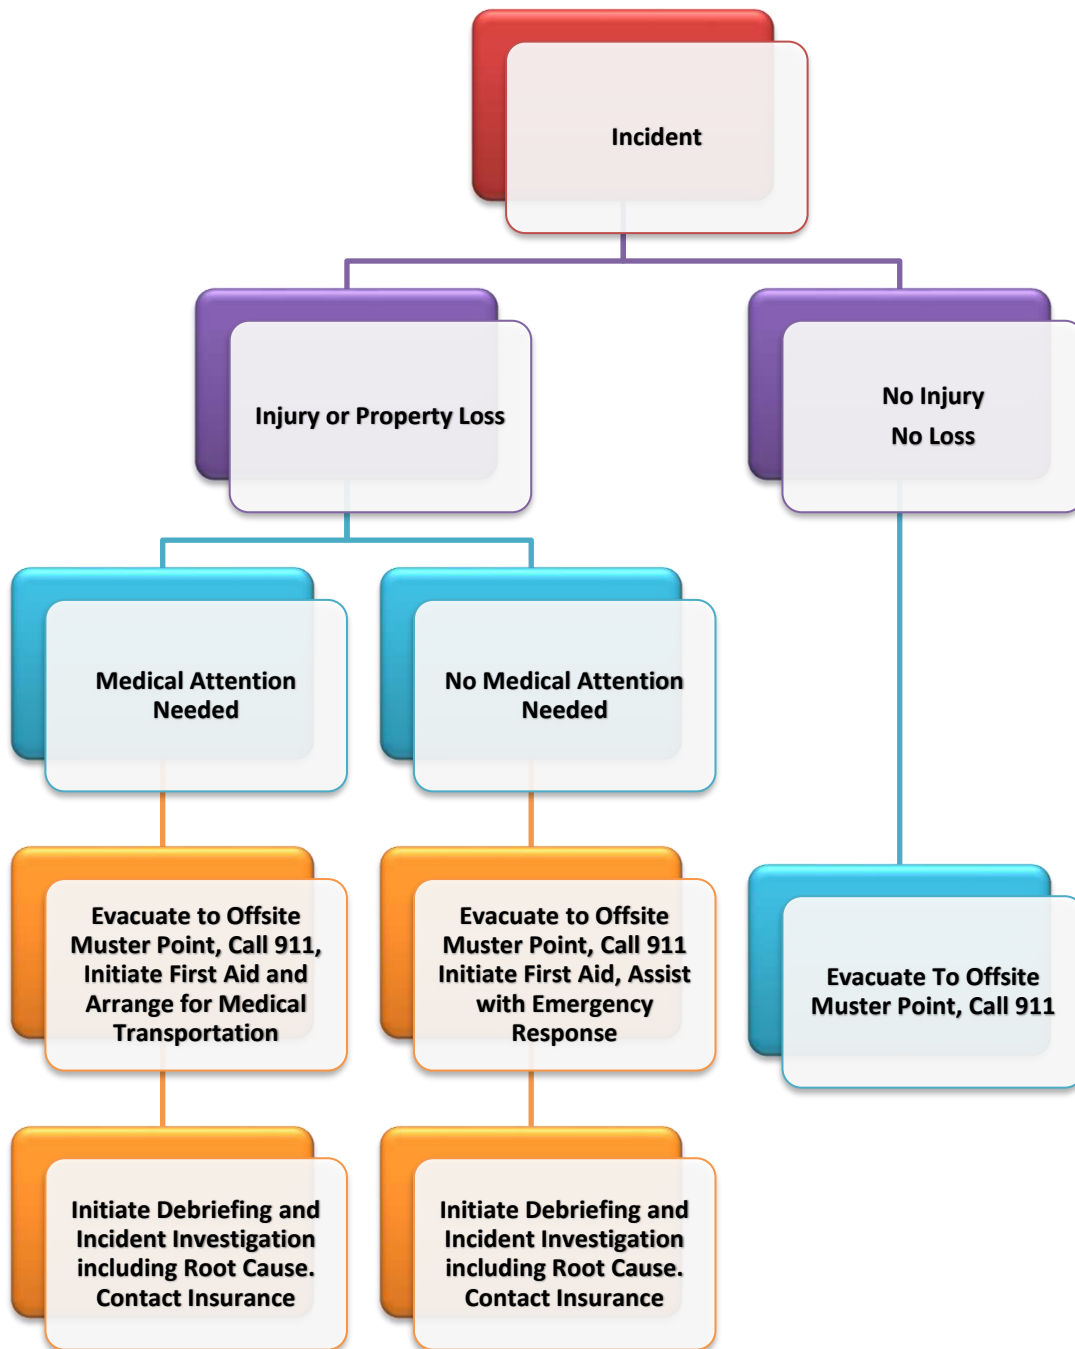 Incident
Injury or Property Loss
No Injury
No Loss
Medical Attention
Needed
No Medical Attention
Needed
Evacuate to Offsite
Muster Point, Call 911,
Initiate First Aid and
Arrange for Medical
Transportation
Evacuate to Offsite
Muster Point, Call 911
Initiate First Aid, Assist
with Emergency
Response
Evacuate To Offsite
Muster Point, Call 911
Initiate Debriefing and
Incident Investigation
including Root Cause.
Contact Insurance
Initiate Debriefing and
Incident Investigation
including Root Cause.
Contact Insurance